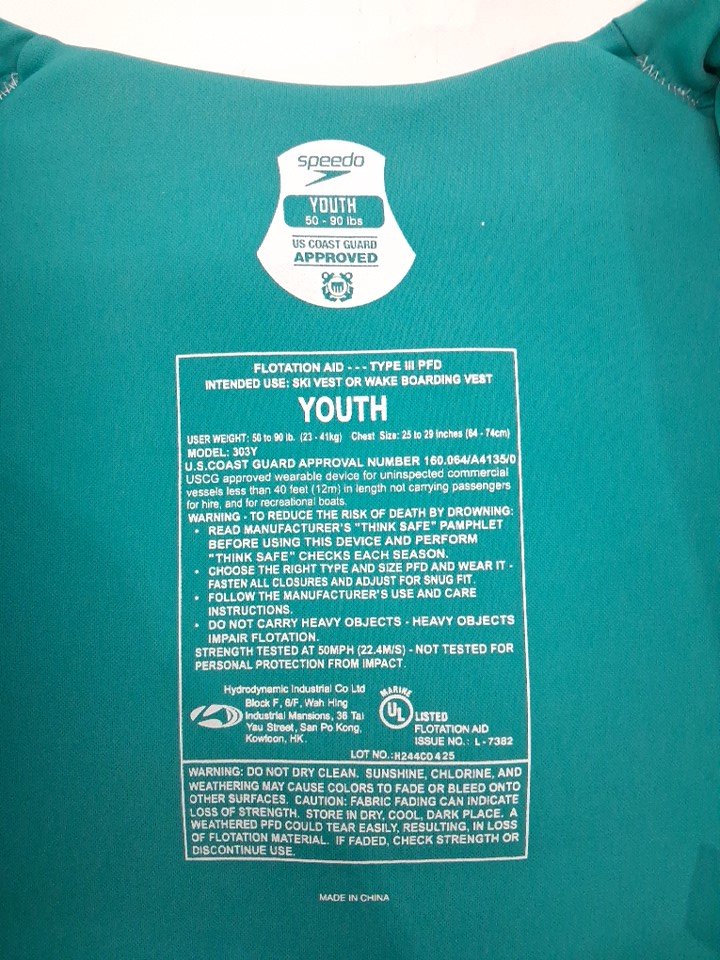 speedo
YOUTH
50 - 90 lbs
US COAST GUARD
APPROVED
FLOTATION AID - - - TYPE III PFD
INTENDED USE: SKI VEST OR WAKE BOARDING VEST
YOUTH
USER WEIGHT: 50 to 90 lb. (23 - 41kg) Chest Size: 25 to 29 inches (64 - 74cm)
MODEL: 303Y
U.S.COAST GUARD APPROVAL NUMBER 160.064/A4135/0
USCG approved wearable device for uninspected commercial
vessels less than 40 feet (12m) in length not carrying passengers
for hire, and for recreational boats.
WARNING - TO REDUCE THE RISK OF DEATH BY DROWNING:
• READ MANUFACTURER'S "THINK SAFE" PAMPHLET
BEFORE USING THIS DEVICE AND PERFORM
"THINK SAFE" CHECKS EACH SEASON.
• CHOOSE THE RIGHT TYPE AND SIZE PFD AND WEAR IT -
FASTEN ALL CLOSURES AND ADJUST FOR SNUG FIT.
• FOLLOW THE MANUFACTURER'S USE AND CARE
INSTRUCTIONS.
• DO NOT CARRY HEAVY OBJECTS - HEAVY OBJECTS
IMPAIR FLOTATION.
STRENGTH TESTED AT 50MPH (22.4M/S) - NOT TESTED FOR
PERSONAL PROTECTION FROM IMPACT.
Hydrodynamic Industrial Co Ltd
Block F, 6/F, Wah Hing
Industrial Mansions, 36 Tai
Yau Street, San Po Kong,
Kowloon, HK.
MARINE
UL
LISTED
FLOTATION AID
ISSUE NO.: L - 7382
LOT NO.:H244C0425
WARNING: DO NOT DRY CLEAN. SUNSHINE, CHLORINE, AND
WEATHERING MAY CAUSE COLORS TO FADE OR BLEED ONTO
OTHER SURFACES. CAUTION: FABRIC FADING CAN INDICATE
LOSS OF STRENGTH. STORE IN DRY, COOL, DARK PLACE. A
WEATHERED PFD COULD TEAR EASILY, RESULTING, IN LOSS
OF FLOTATION MATERIAL. IF FADED, CHECK STRENGTH OR
DISCONTINUE USE.
MADE IN CHINA